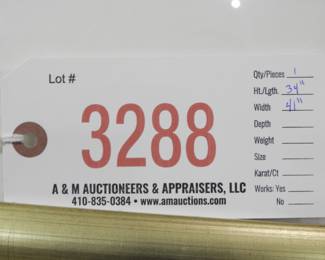 Lot #
3288
A & M AUCTIONEERS & APPRAISERS, LLC
410-835-0384 • www.amauctions.com
Qty/Pieces 1
Ht./Lgth. 34"
Width 41"
Depth
Weight
Size
Karat/Ct
Works: Yes
No